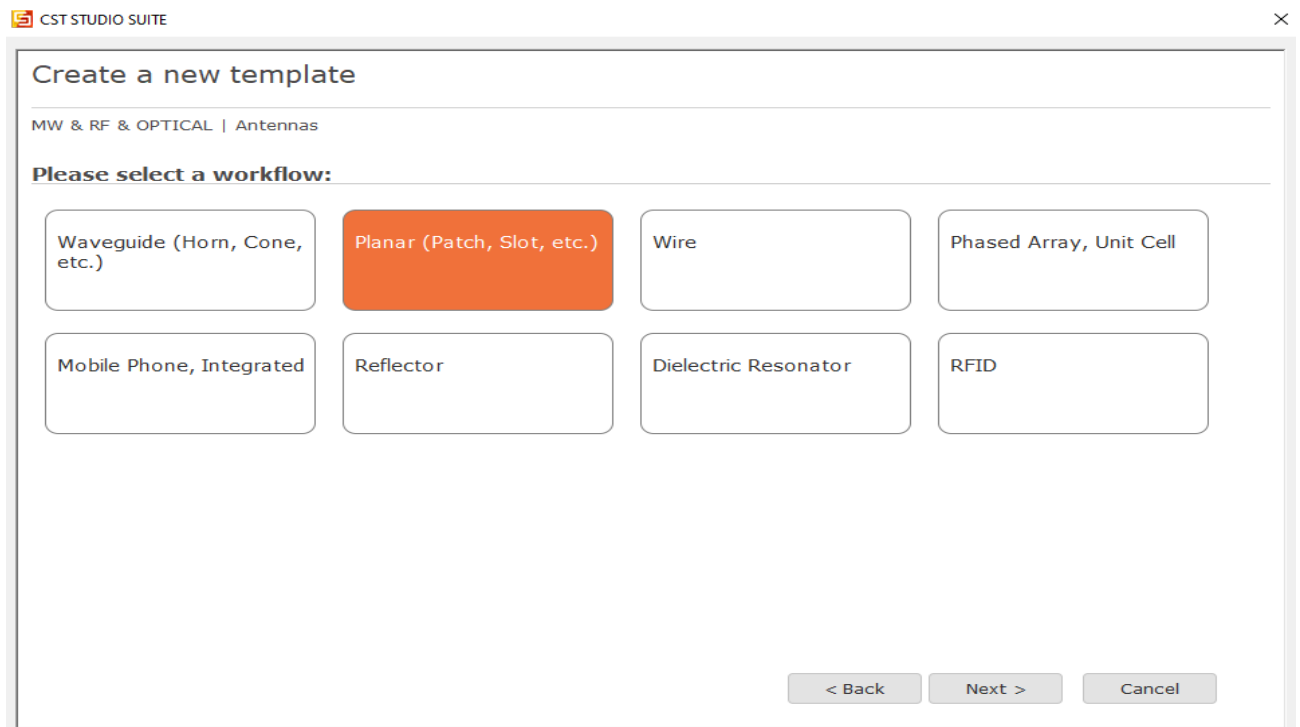 CST STUDIO SUITE
Create a new template
MW & RF & OPTICAL | Antennas
Please select a workflow:
Waveguide (Horn, Cone,
etc.)
Planar (Patch, Slot, etc.)
Wire
Phased Array, Unit Cell
Mobile Phone, Integrated
Reflector
Dielectric Resonator
RFID
< Back
Next >
Cancel